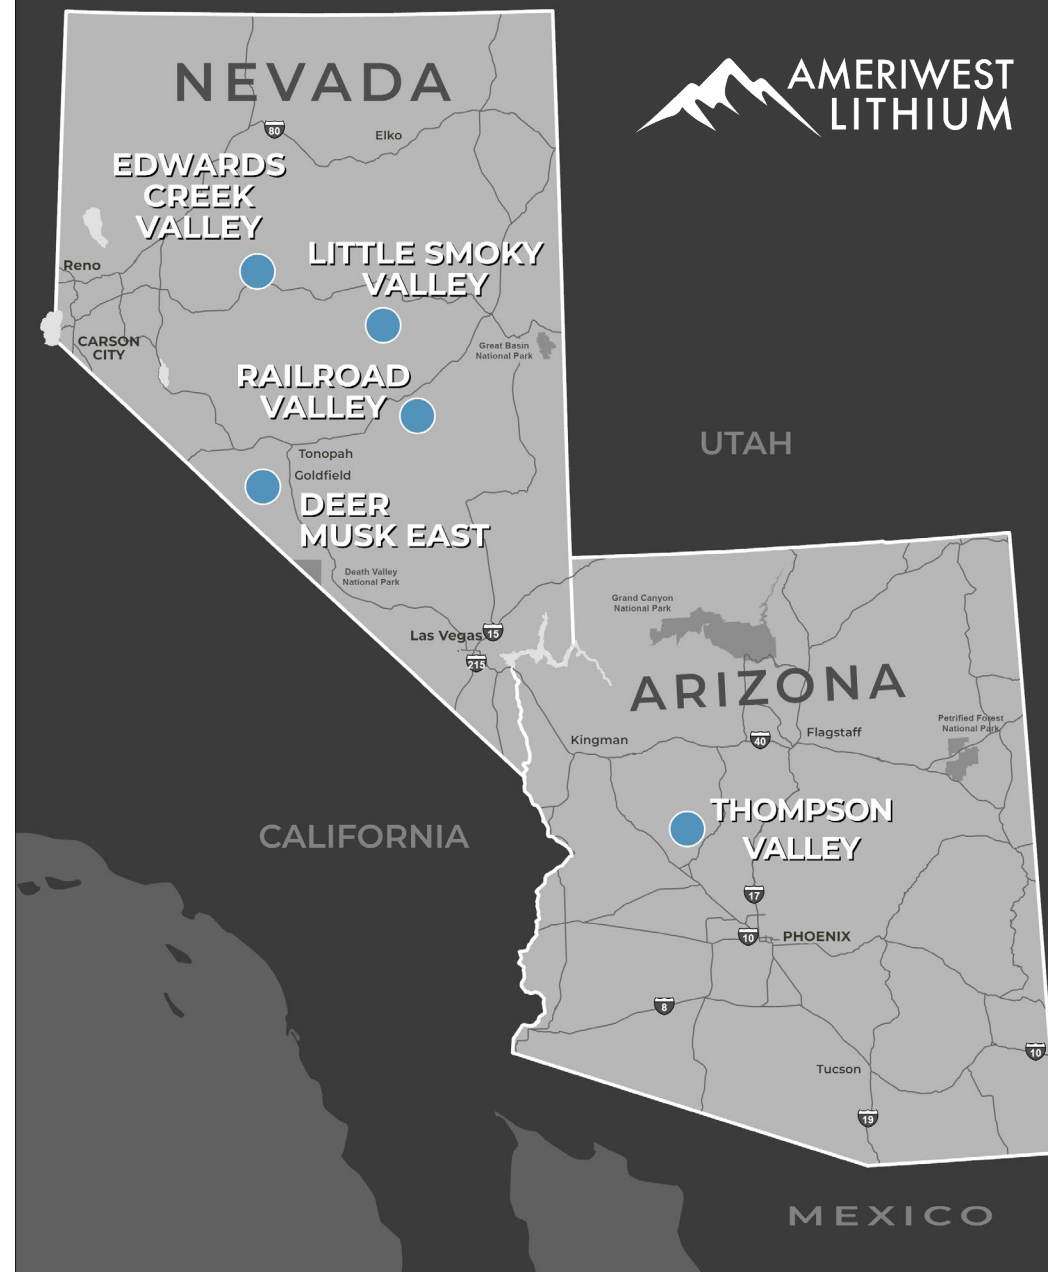 NEVADA
AMERIWEST
LITHIUM
80
Elko
EDWARDS
CREEK
VALLEY
LITTLE SMOKY
VALLEY
Reno
CARSON
CITY
Great Basin
National Park
RAILROAD
VALLEY
UTAH
Tonopah
Goldfield
DEER
MUSK EAST
Death Valley
National Park
Grand Canyon
National Park
Las Vegas
15
215
ARIZONA
Petrified Forest
National Park
Kingman
40
Flagstaff
THOMPSON
VALLEY
CALIFORNIA
17
10
PHOENIX
8
10
Tucson
19
MEXICO